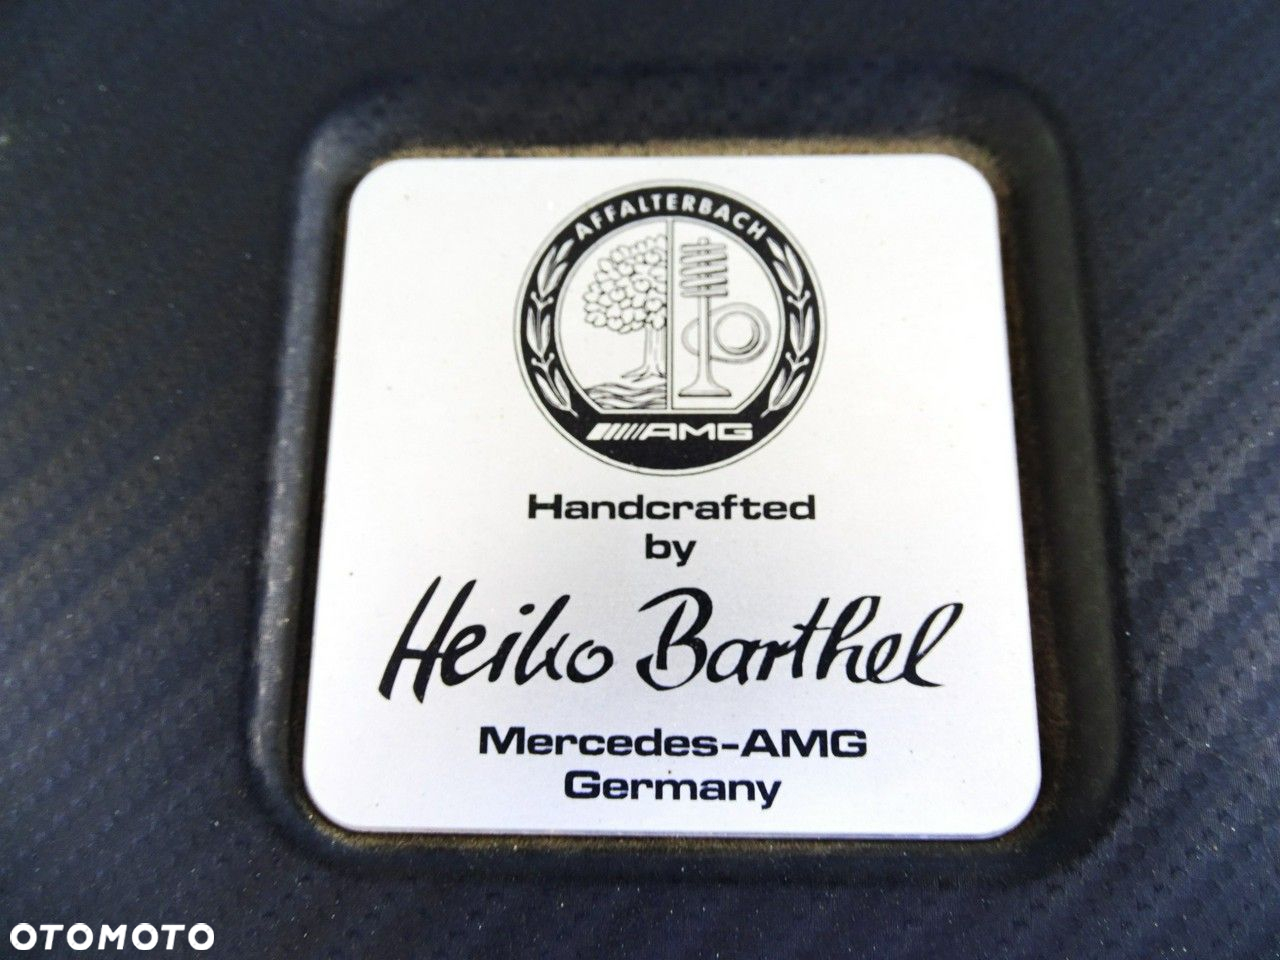 AFFALTERBACH
AMG
Handcrafted
by
Heiko Barthel
Mercedes-AMG
Germany
OTOMOTO